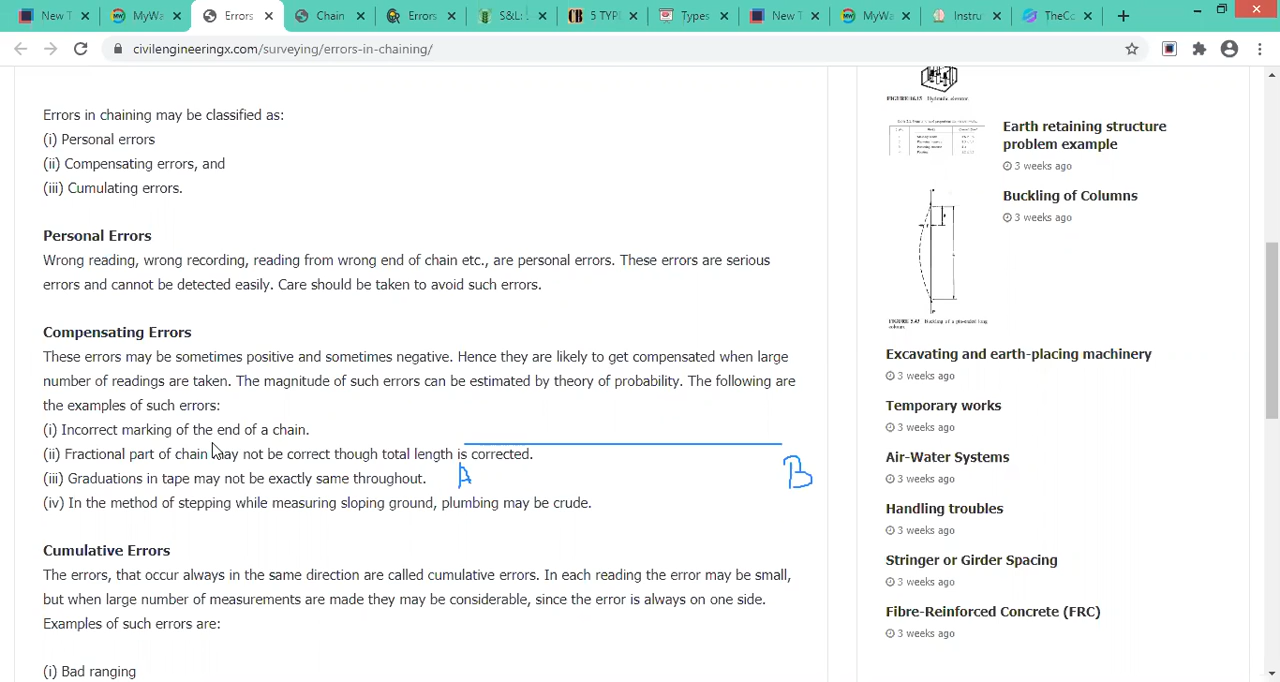 New T
MyWa
Errors
Chain
Errors
S&L:
5 TYPE
Types
New T
MyWa
Instru
TheCo
civilengineeringx.com/surveying/errors-in-chaining/
Errors in chaining may be classified as:
(i) Personal errors
(ii) Compensating errors, and
(iii) Cumulating errors.
Personal Errors
Wrong reading, wrong recording, reading from wrong end of chain etc., are personal errors. These errors are serious
errors and cannot be detected easily. Care should be taken to avoid such errors.
Compensating Errors
These errors may be sometimes positive and sometimes negative. Hence they are likely to get compensated when large
number of readings are taken. The magnitude of such errors can be estimated by theory of probability. The following are
the examples of such errors:
(i) Incorrect marking of the end of a chain.
(ii) Fractional part of chain may not be correct though total length is corrected.
(iii) Graduations in tape may not be exactly same throughout.
A
B
(iv) In the method of stepping while measuring sloping ground, plumbing may be crude.
Cumulative Errors
The errors, that occur always in the same direction are called cumulative errors. In each reading the error may be small,
but when large number of measurements are made they may be considerable, since the error is always on one side.
Examples of such errors are:
(i) Bad ranging
Hydraulic elevator.
Earth retaining structure
problem example
3 weeks ago
Buckling of Columns
3 weeks ago
Excavating and earth-placing machinery
3 weeks ago
Temporary works
3 weeks ago
Air-Water Systems
3 weeks ago
Handling troubles
3 weeks ago
Stringer or Girder Spacing
3 weeks ago
Fibre-Reinforced Concrete (FRC)
3 weeks ago